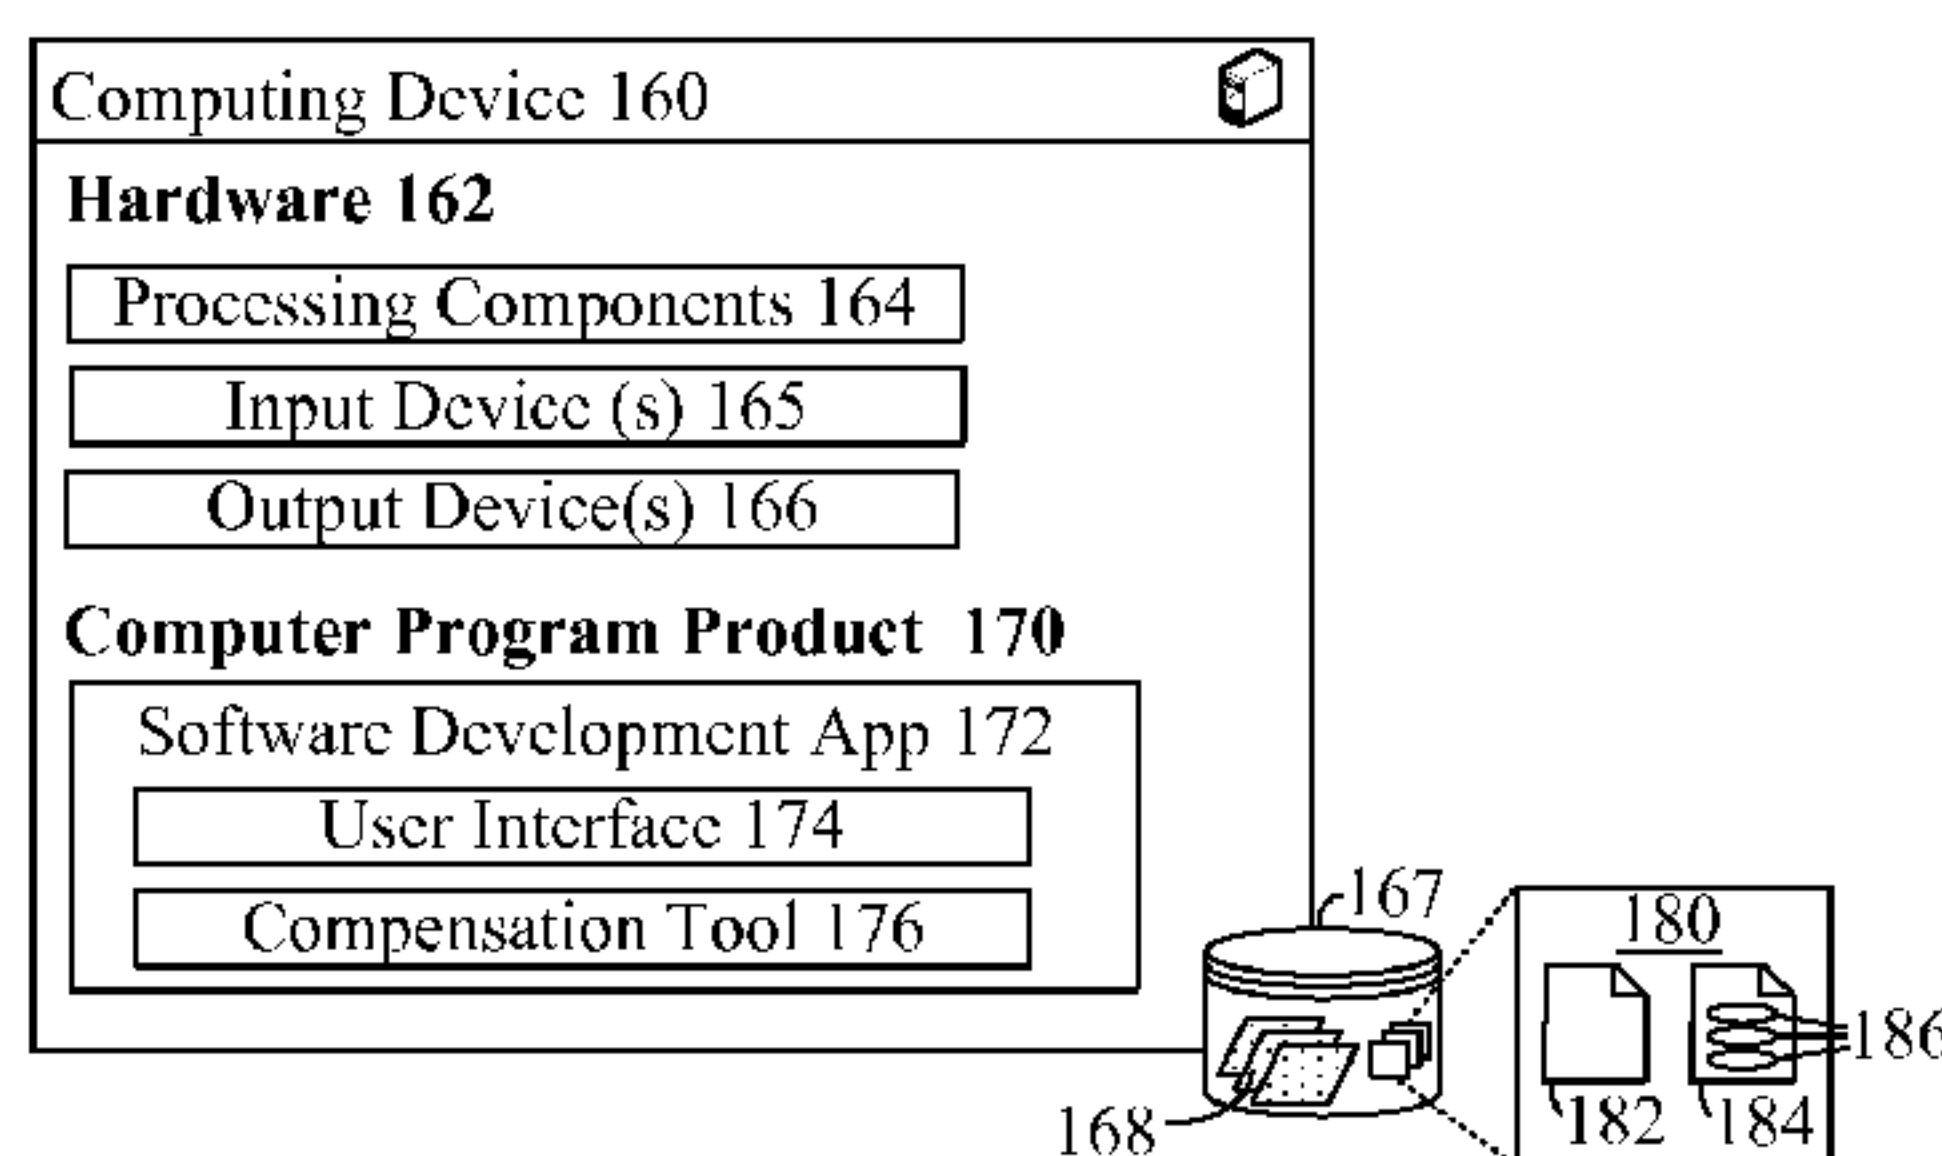 Computing Device 160
Hardware 162
Processing Components 164
Input Device (s) 165
Output Device(s) 166
Computer Program Product 170
Software Development App 172
User Interface 174
Compensation Tool 176
167
180
186
182
184
168